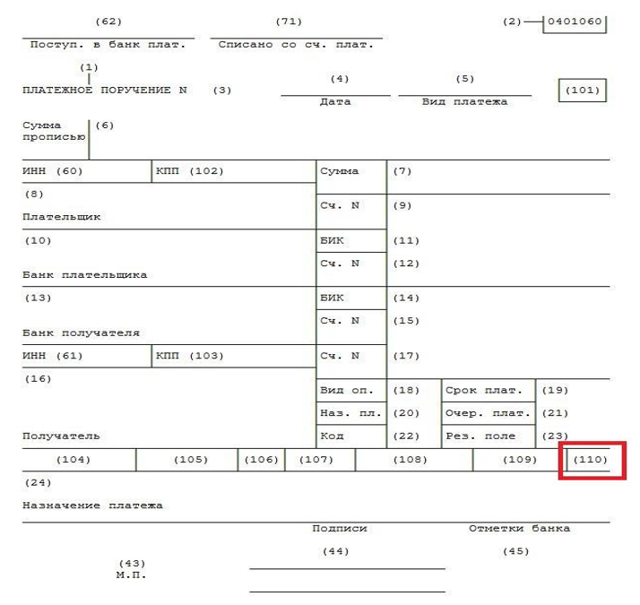 (62) (71) (2) 0401060
Поступ. в банк плат. Списано со сч. плат.
(1)
ПЛАТЕЖНОЕ ПОРУЧЕНИЕ N (3) (4) (5) (101)
Дата Вид платежа
Сумма прописью (6)
ИНН (60) КПП (102) Сумма (7)
(8)
Сч. N (9)
Плательщик
(10) БИК (11)
Сч. N (12)
Банк плательщика
(13) БИК (14)
Сч. N (15)
Банк получателя
ИНН (61) КПП (103) Сч. N (17)
(16)
Вид оп. (18) Срок плат. (19)
Наз. пл. (20) Очер. плат. (21)
Получатель Код (22) Рез. поле (23)
(104) (105) (106) (107) (108) (109) (110)
(24)
Назначение платежа
Подписи Отметки банка
(44) (45)
(43)
М.П.